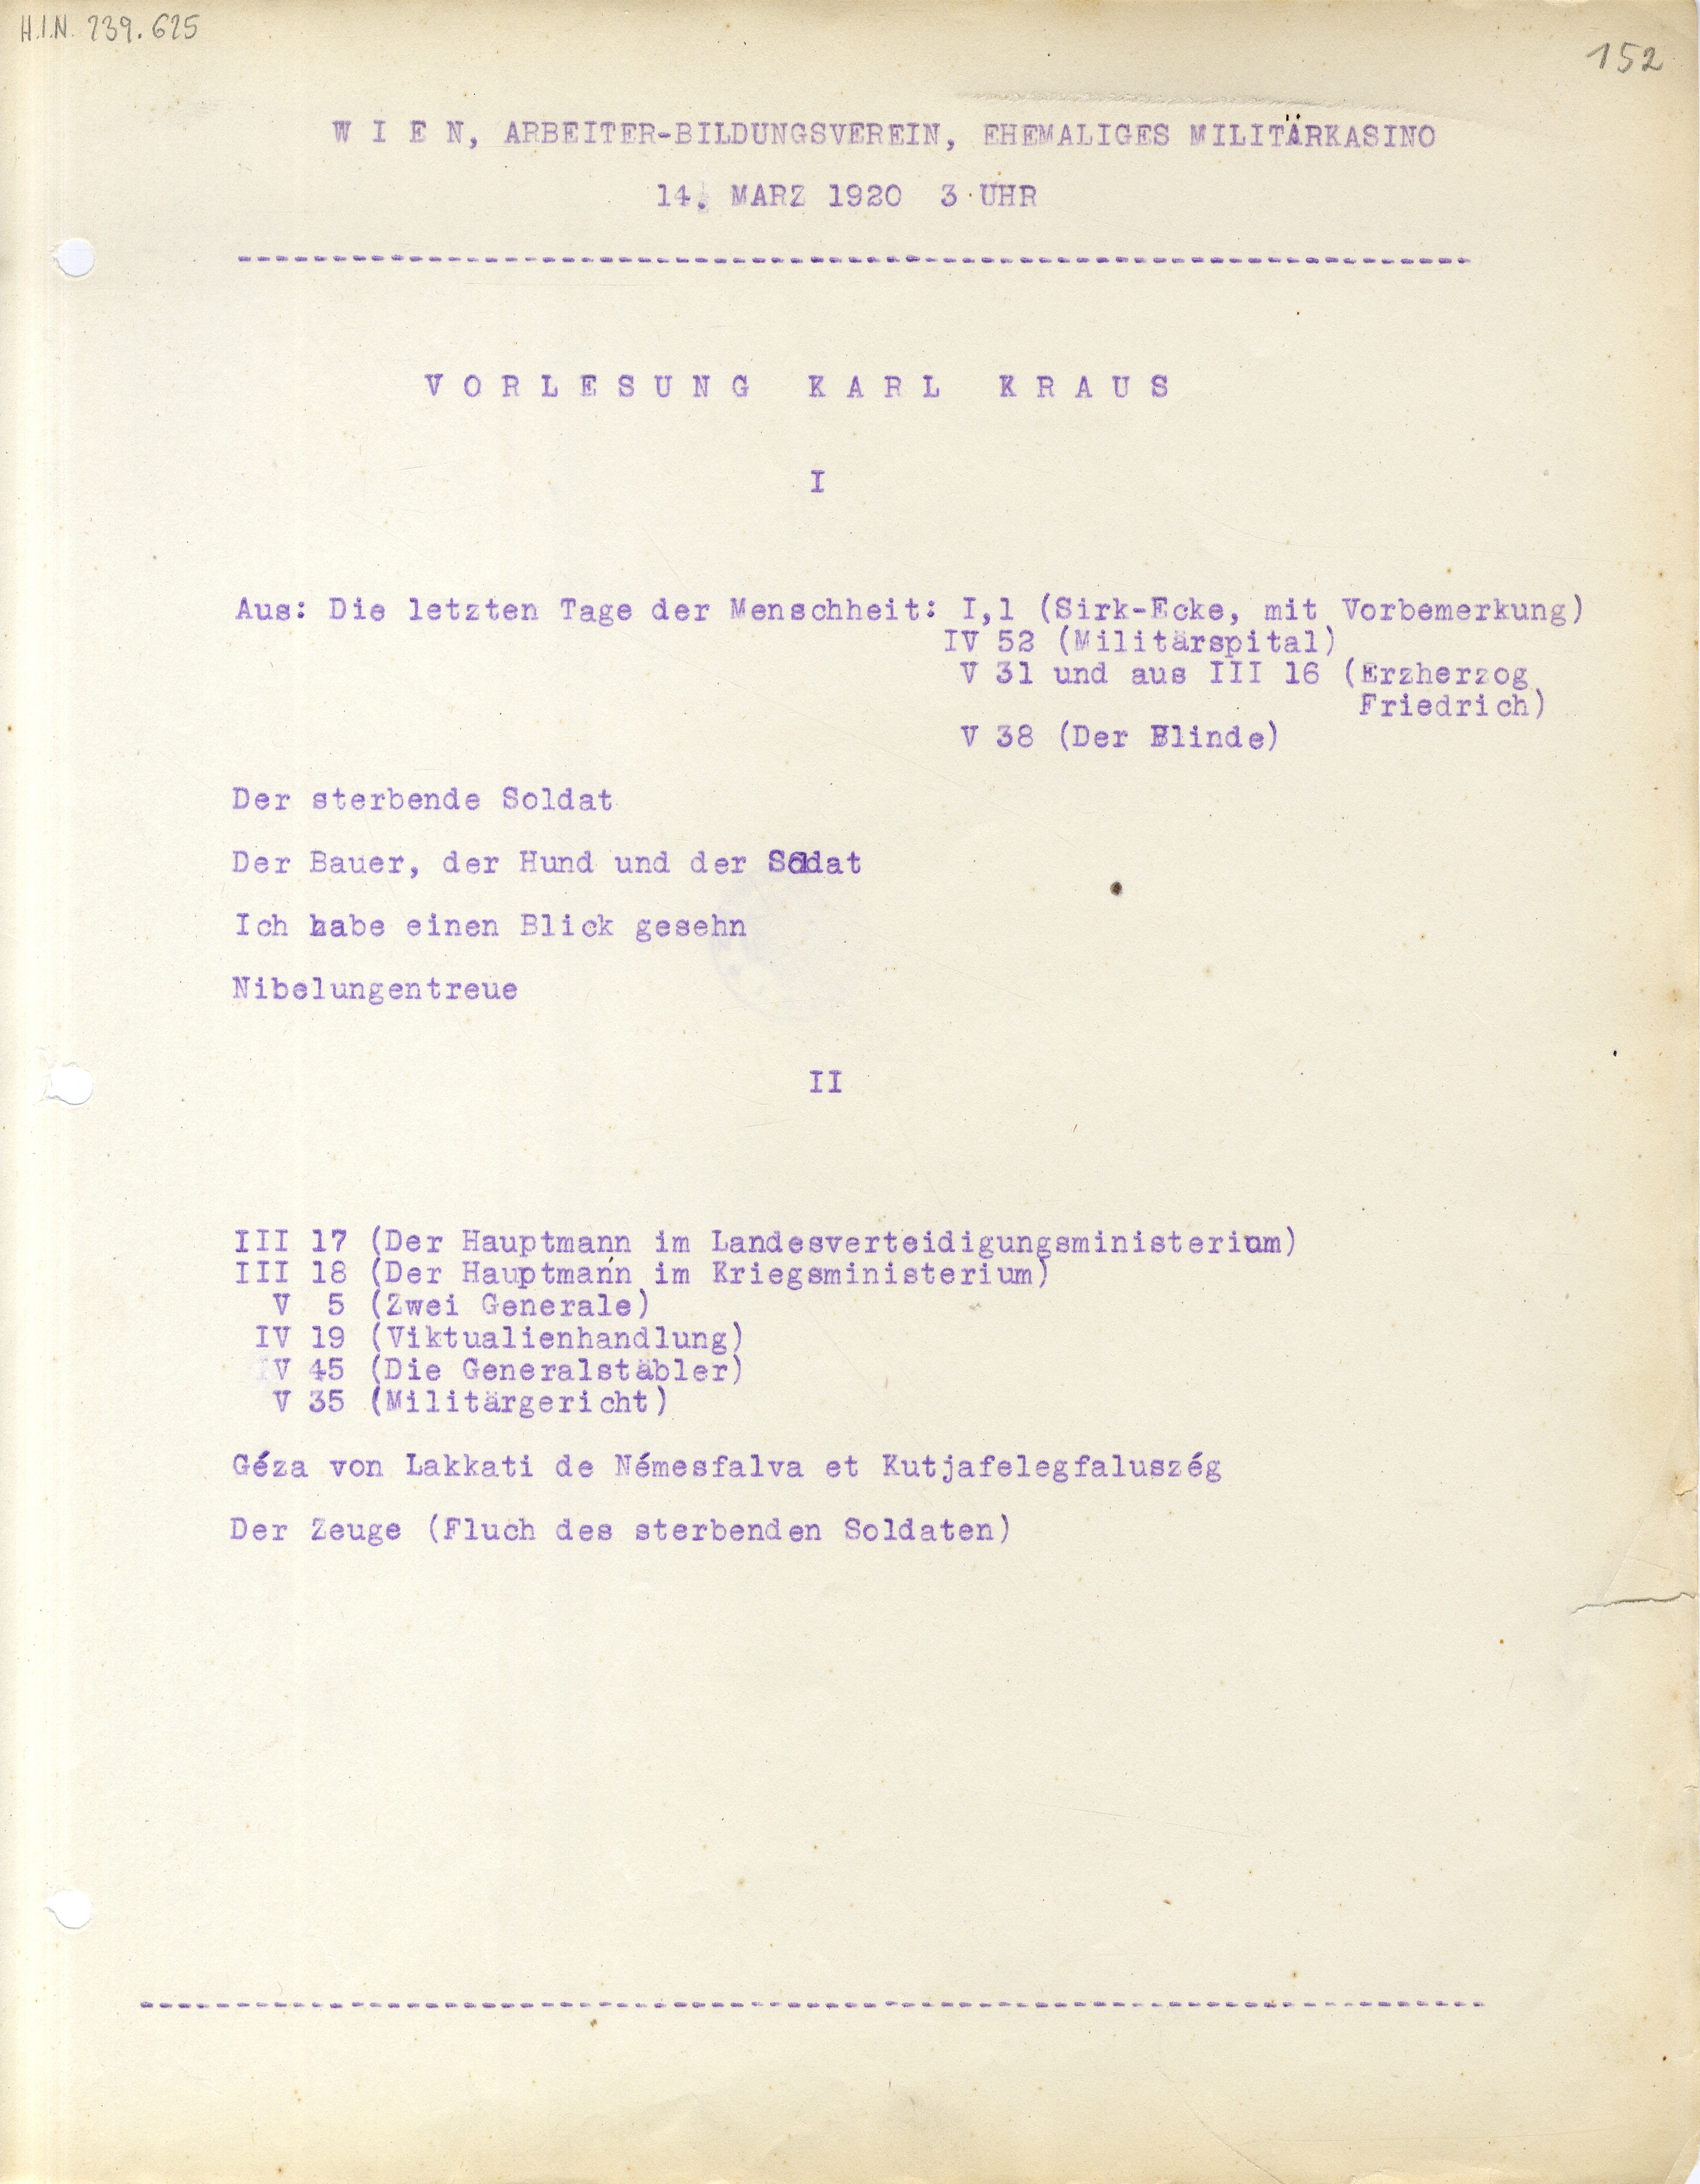 H.I.N. 239.625
152
W I E N, ARBEITER-BILDUNGSVEREIN, EHEMALIGES MILITÄRKASINO
14. MARZ 1920 3 UHR
V O R L E S U N G K A R L K R A U S
I
Aus: Die letzten Tage der Menschheit: I,1 (Sirk-Ecke, mit Vorbemerkung)
IV 52 (Militärspital)
V 31 und aus III 16 (Erzherzog
Friedrich)
V 38 (Der Blinde)
Der sterbende Soldat
Der Bauer, der Hund und der Soldat
Ich habe einen Blick gesehn
Nibelungentreue
II
III 17 (Der Hauptmann im Landesverteidigungsministerium)
III 18 (Der Hauptmann im Kriegsministerium)
V 5 (Zwei Generale)
IV 19 (Viktualienhandlung)
IV 45 (Die Generalstäbler)
V 35 (Militärgericht)
Géza von Lakkati de Némesfalva et Kutjafelegfaluszég
Der Zeuge (Fluch des sterbenden Soldaten)